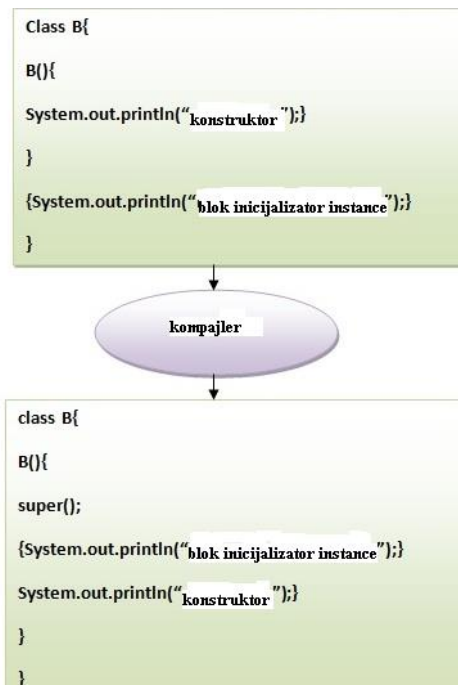 Class B{
B(){
System.out.println(“konstruktor”);}
}
{System.out.println(“blok inicijalizator instance”);}
}
kompajler
class B{
B(){
super();
{System.out.println(“blok inicijalizator instance”);}
System.out.println(“konstruktor”);}
}
}